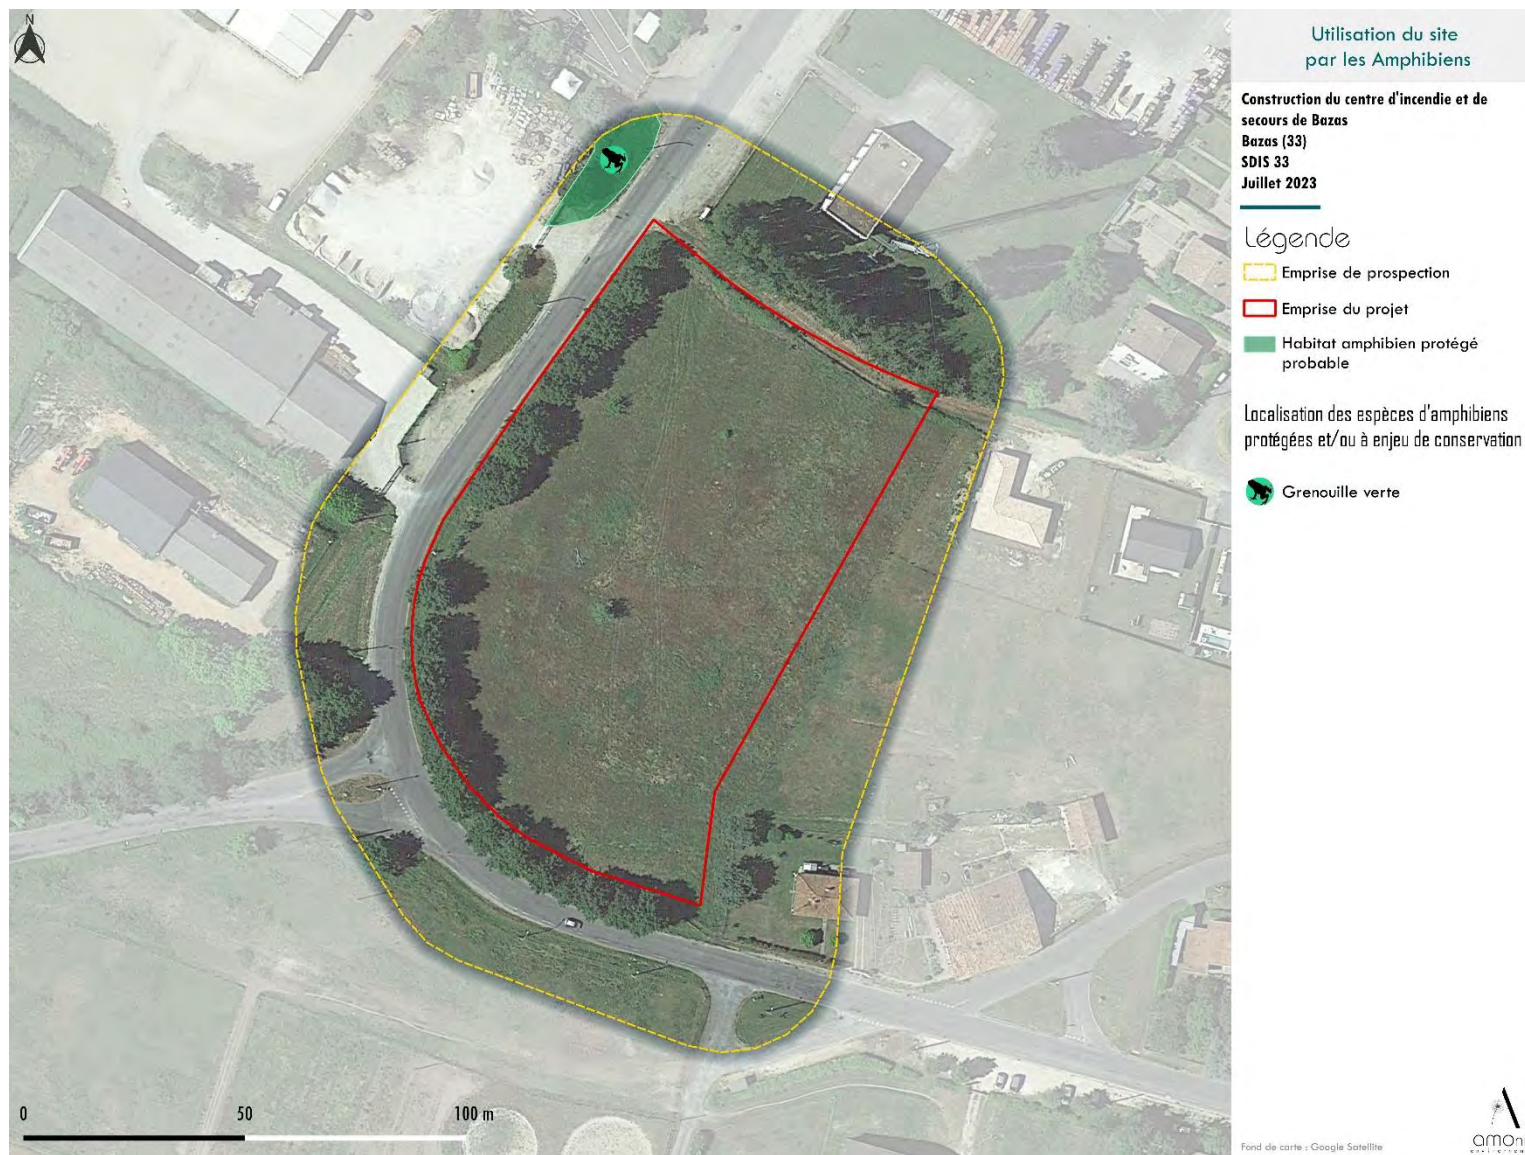 N
Utilisation du site
par les Amphibiens
Construction du centre d'incendie et de
secours de Bazas
Bazas (33)
SDIS 33
Juillet 2023
Légende
Emprise de prospection
Emprise du projet
Habitat amphibien protégé
probable
Localisation des espèces d'amphibiens
protégées et/ou à enjeu de conservation
Grenouille verte
0 50 100 m
Fond de carte : Google Satellite